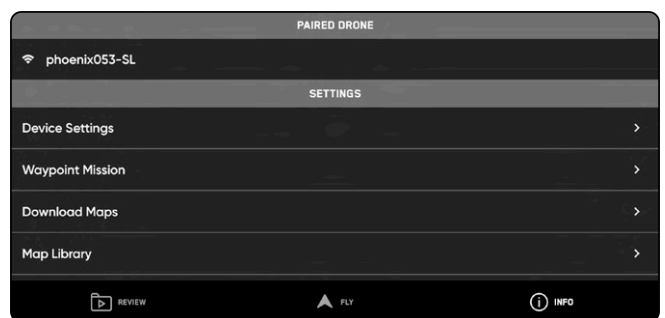 PAIRED DRONE
phoenix053-SL
SETTINGS
Device Settings
Waypoint Mission
Download Maps
Map Library
REVIEW FLY INFO